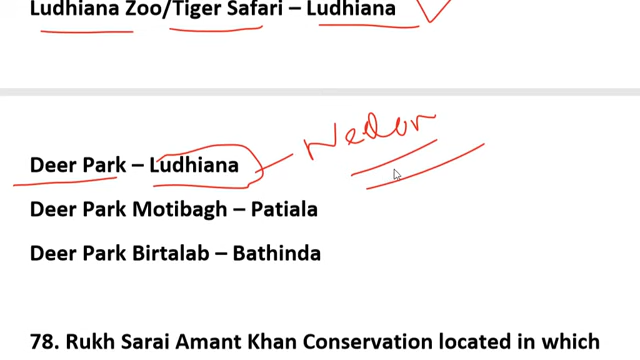 Ludhiana Zoo/Tiger Safari – Ludhiana
Deer Park – Ludhiana
Deer Park Motibagh – Patiala
Deer Park Birtalab – Bathinda
78. Rukh Sarai Amant Khan Conservation located in which